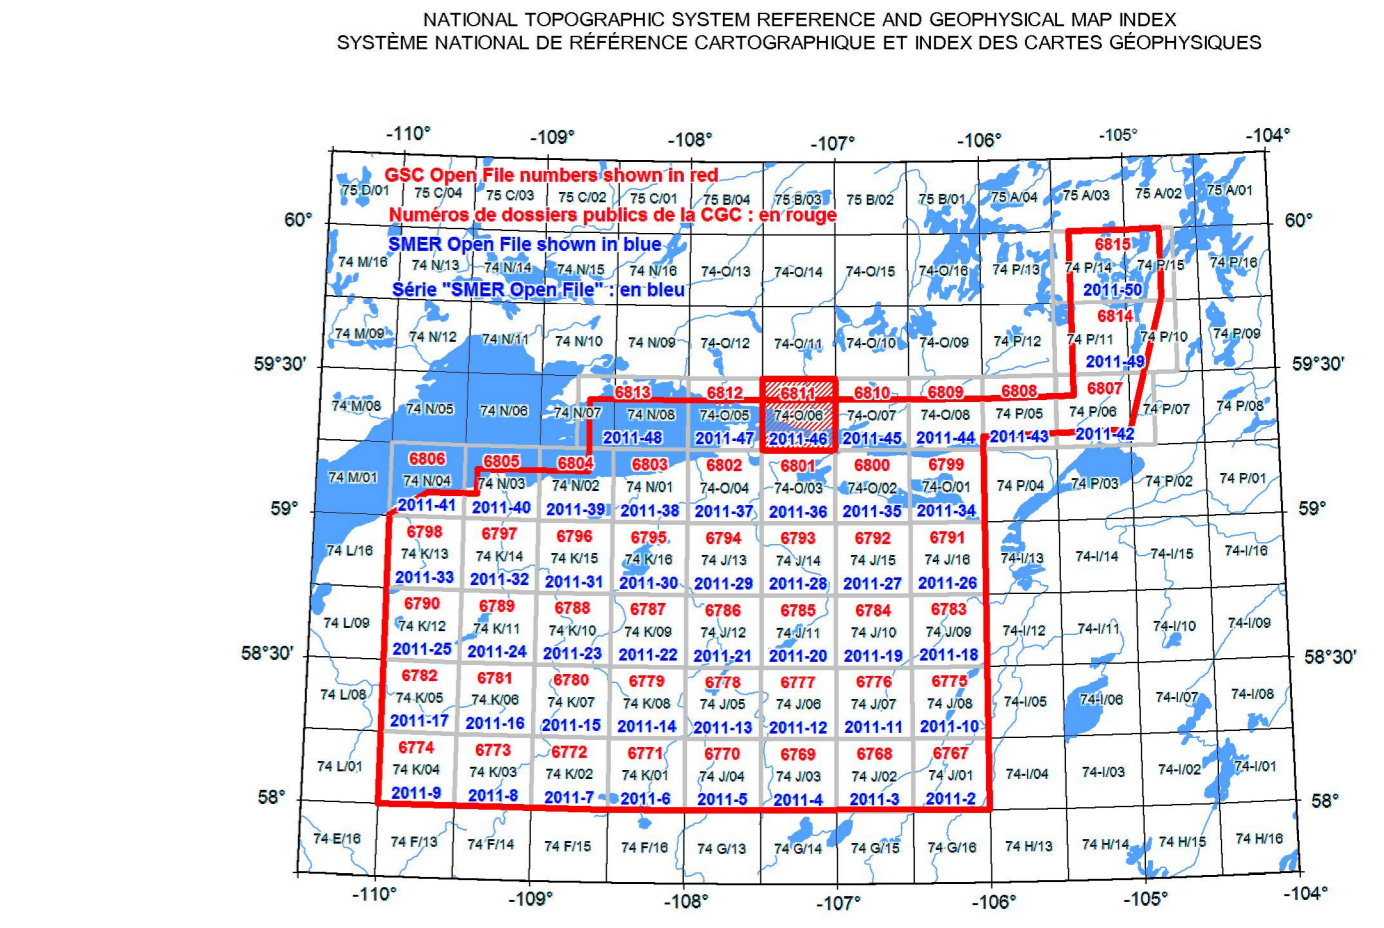 NATIONAL TOPOGRAPHIC SYSTEM REFERENCE AND GEOPHYSICAL MAP INDEX
SYSTÈME NATIONAL DE RÉFÉRENCE CARTOGRAPHIQUE ET INDEX DES CARTES GÉOPHYSIQUES
-110° -109° -108° -107° -106° -105° -104°
GSC Open File numbers shown in red
75 D/01 75 C/04 75 C/03 75 C/02 75 C/01 75 B/04 75 B/03 75 B/02 75 B/01 75 A/04 75 A/03 75 A/02 75 A/01
Numéros de dossiers publics de la CGC : en rouge
60° 60°
SMER Open File shown in blue
6815
74 M/16 74 N/13 74 N/14 74 N/15 74 N/16 74-O/13 74-O/14 74-O/15 74-O/16 74 P/13 74 P/14 74 P/15 74 P/16
Série "SMER Open File" : en bleu
2011-50
6814
74 M/09 74 N/12 74 N/11 74 N/10 74 N/09 74-O/12 74-O/11 74-O/10 74-O/09 74 P/12 74 P/11 74 P/10 74 P/09
2011-49
59°30' 59°30'
6813 6812 6811 6810 6809 6808 6807
74 M/08 74 N/05 74 N/06 74 N/07 74 N/08 74-O/05 74-O/06 74-O/07 74-O/08 74 P/05 74 P/06 74 P/07 74 P/08
2011-48 2011-47 2011-46 2011-45 2011-44 2011-43 2011-42
6806 6805 6804 6803 6802 6801 6800 6799
74 M/01 74 N/04 74 N/03 74 N/02 74 N/01 74-O/04 74-O/03 74-O/02 74-O/01 74 P/04 74 P/03 74 P/02 74 P/01
2011-41 2011-40 2011-39 2011-38 2011-37 2011-36 2011-35 2011-34
59° 59°
6798 6797 6796 6795 6794 6793 6792 6791
74 L/16 74 K/13 74 K/14 74 K/15 74 K/16 74 J/13 74 J/14 74 J/15 74 J/16 74-I/13 74-I/14 74-I/15 74-I/16
2011-33 2011-32 2011-31 2011-30 2011-29 2011-28 2011-27 2011-26
6790 6789 6788 6787 6786 6785 6784 6783
74 L/09 74 K/12 74 K/11 74 K/10 74 K/09 74 J/12 74 J/11 74 J/10 74 J/09 74-I/12 74-I/11 74-I/10 74-I/09
2011-25 2011-24 2011-23 2011-22 2011-21 2011-20 2011-19 2011-18
58°30' 58°30'
6782 6781 6780 6779 6778 6777 6776 6775
74 L/08 74 K/05 74 K/06 74 K/07 74 K/08 74 J/05 74 J/06 74 J/07 74 J/08 74-I/05 74-I/06 74-I/07 74-I/08
2011-17 2011-16 2011-15 2011-14 2011-13 2011-12 2011-11 2011-10
6774 6773 6772 6771 6770 6769 6768 6767
74 L/01 74 K/04 74 K/03 74 K/02 74 K/01 74 J/04 74 J/03 74 J/02 74 J/01 74-I/04 74-I/03 74-I/02 74-I/01
2011-9 2011-8 2011-7 2011-6 2011-5 2011-4 2011-3 2011-2
58° 58°
74 E/16 74 F/13 74 F/14 74 F/15 74 F/16 74 G/13 74 G/14 74 G/15 74 G/16 74 H/13 74 H/14 74 H/15 74 H/16
-110° -109° -108° -107° -106° -105° -104°